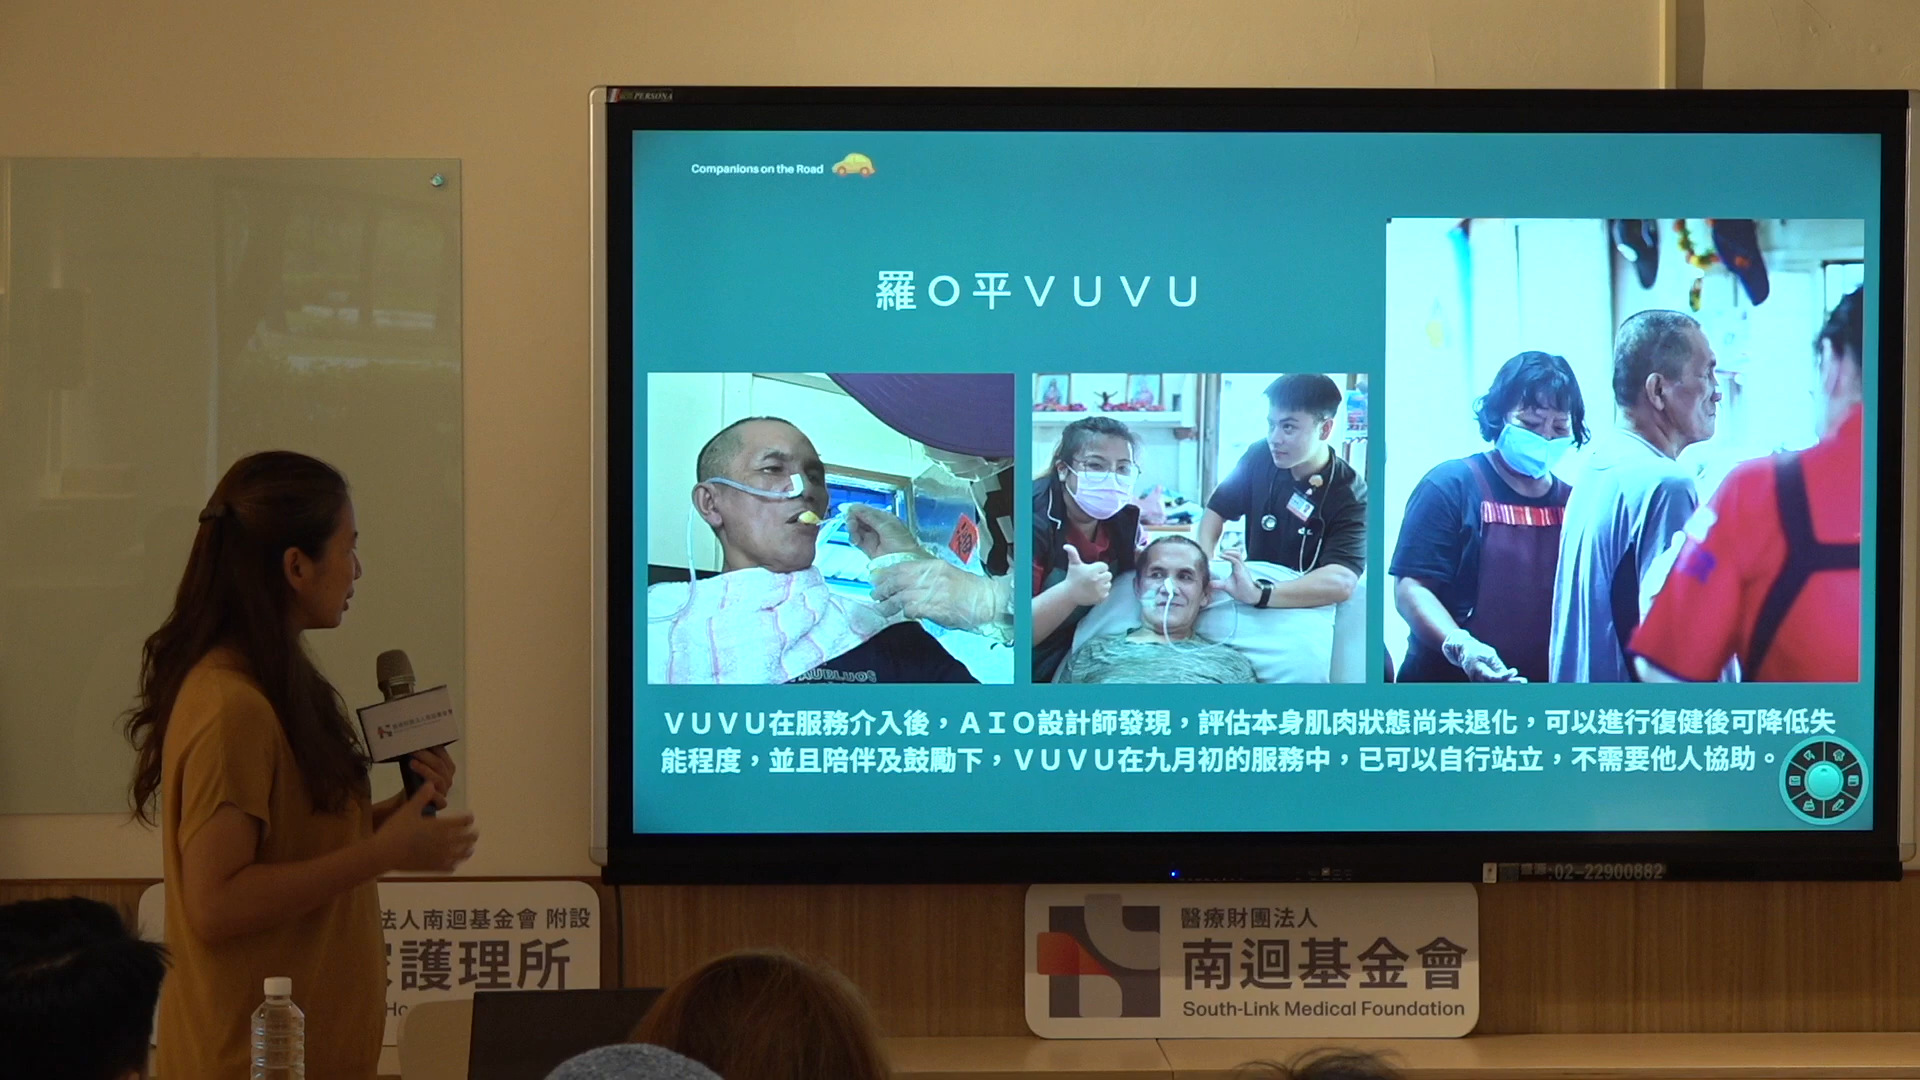 PERSONA
Companions on the Road
羅O平VUVU
VUVU在服務介入後，AIO設計師發現，評估本身肌肉狀態尚未退化，可以進行復健後可降低失
能程度，並且陪伴及鼓勵下，VUVU在九月初的服務中，已可以自行站立，不需要他人協助。
:02-22900882
法人南迴基金會 附設
護理所
Ho
醫療財團法人
南迴基金會
South-Link Medical Foundation